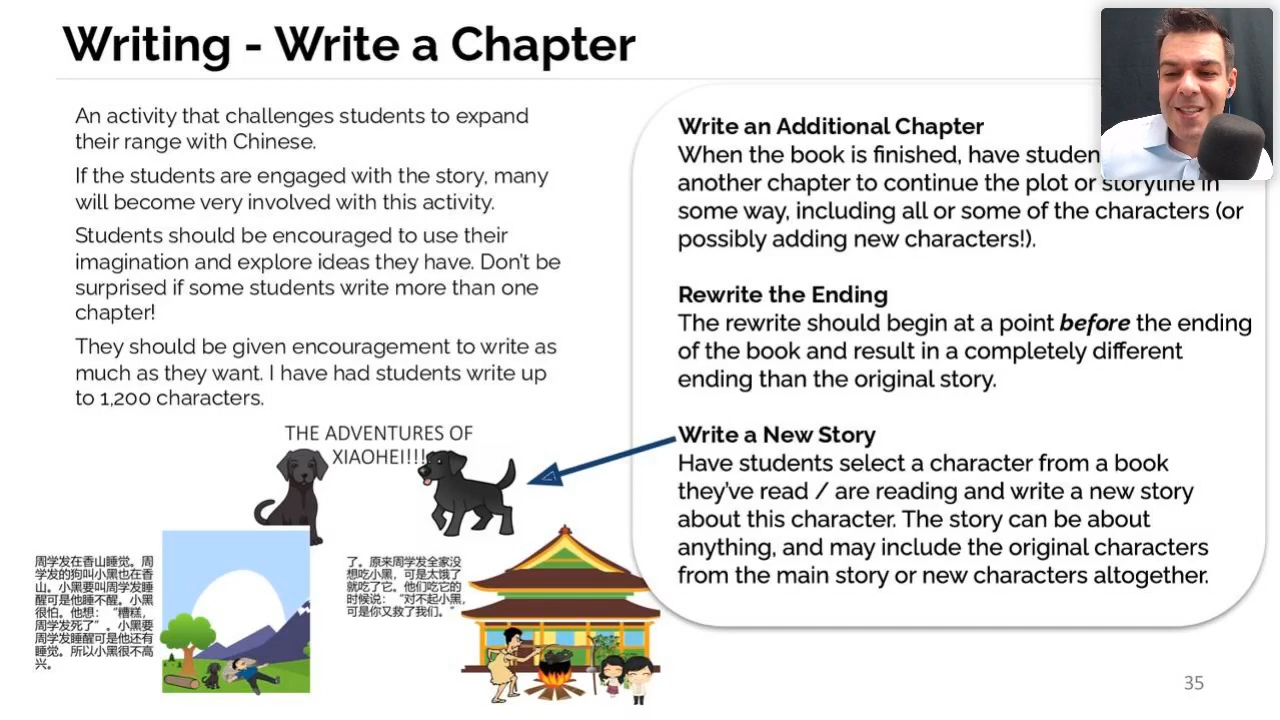 Writing - Write a Chapter
An activity that challenges students to expand
their range with Chinese.
If the students are engaged with the story, many
will become very involved with this activity.
Students should be encouraged to use their
imagination and explore ideas they have. Don't be
surprised if some students write more than one
chapter!
They should be given encouragement to write as
much as they want. I have had students write up
to 1,200 characters.
THE ADVENTURES OF
XIAOHEI!!!
周学发在香山睡觉。周
学发的狗叫小黑也在香
山。小黑要叫周学发睡
醒可是他睡不醒。小黑
很怕。他想：“糟糕，
周学发死了”。小黑要
周学发睡醒可是他还有
睡觉。所以小黑很不高
兴。
了。原来周学发全家没
想吃小黑，可是太饿了
就吃了它。他们吃它的
时候说：“对不起小黑，
可是你又救了我们。”
Write an Additional Chapter
When the book is finished, have studen
another chapter to continue the plot or storyline in
some way, including all or some of the characters (or
possibly adding new characters!).
Rewrite the Ending
The rewrite should begin at a point before the ending
of the book and result in a completely different
ending than the original story.
Write a New Story
Have students select a character from a book
they've read / are reading and write a new story
about this character. The story can be about
anything, and may include the original characters
from the main story or new characters altogether.
35